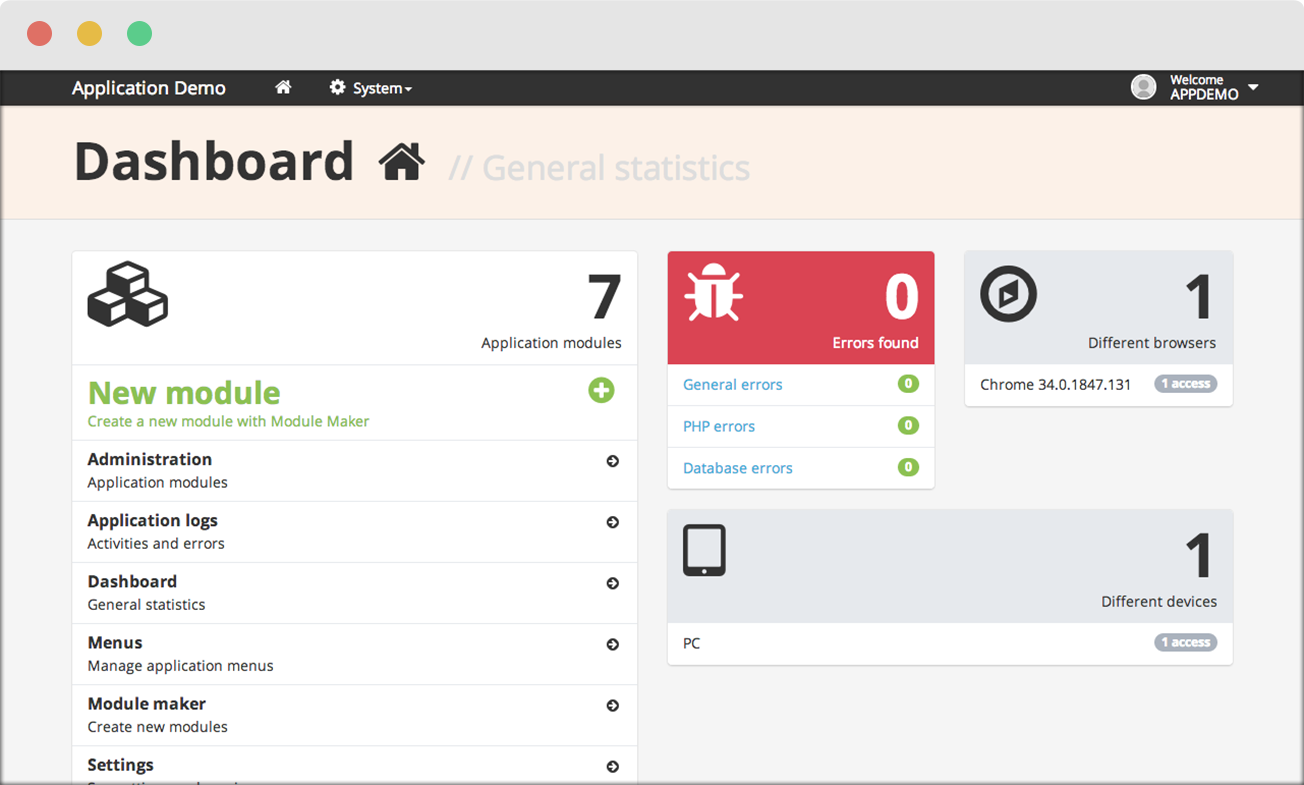 Application Demo
System
Welcome
APPDEMO
Dashboard // General statistics
7
Application modules
New module
Create a new module with Module Maker
Administration
Application modules
Application logs
Activities and errors
Dashboard
General statistics
Menus
Manage application menus
Module maker
Create new modules
Settings
0
Errors found
General errors 0
PHP errors 0
Database errors 0
1
Different browsers
Chrome 34.0.1847.131 1 access
1
Different devices
PC 1 access